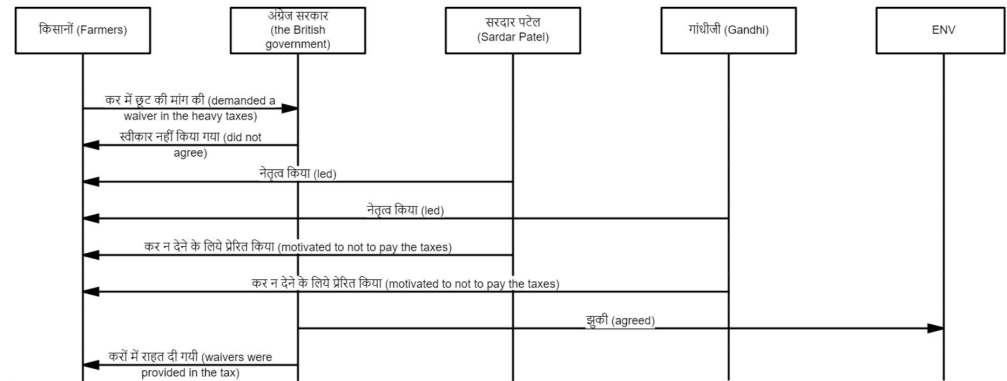 किसानों (Farmers)
अंग्रेज सरकार
(the British
government)
सरदार पटेल
(Sardar Patel)
गांधीजी (Gandhi)
ENV
कर में छूट की मांग की (demanded a
waiver in the heavy taxes)
स्वीकार नहीं किया गया (did not
agree)
नेतृत्व किया (led)
नेतृत्व किया (led)
कर न देने के लिये प्रेरित किया (motivated to not to pay the taxes)
कर न देने के लिये प्रेरित किया (motivated to not to pay the taxes)
झुकी (agreed)
करों में राहत दी गयी (waivers were
provided in the tax)